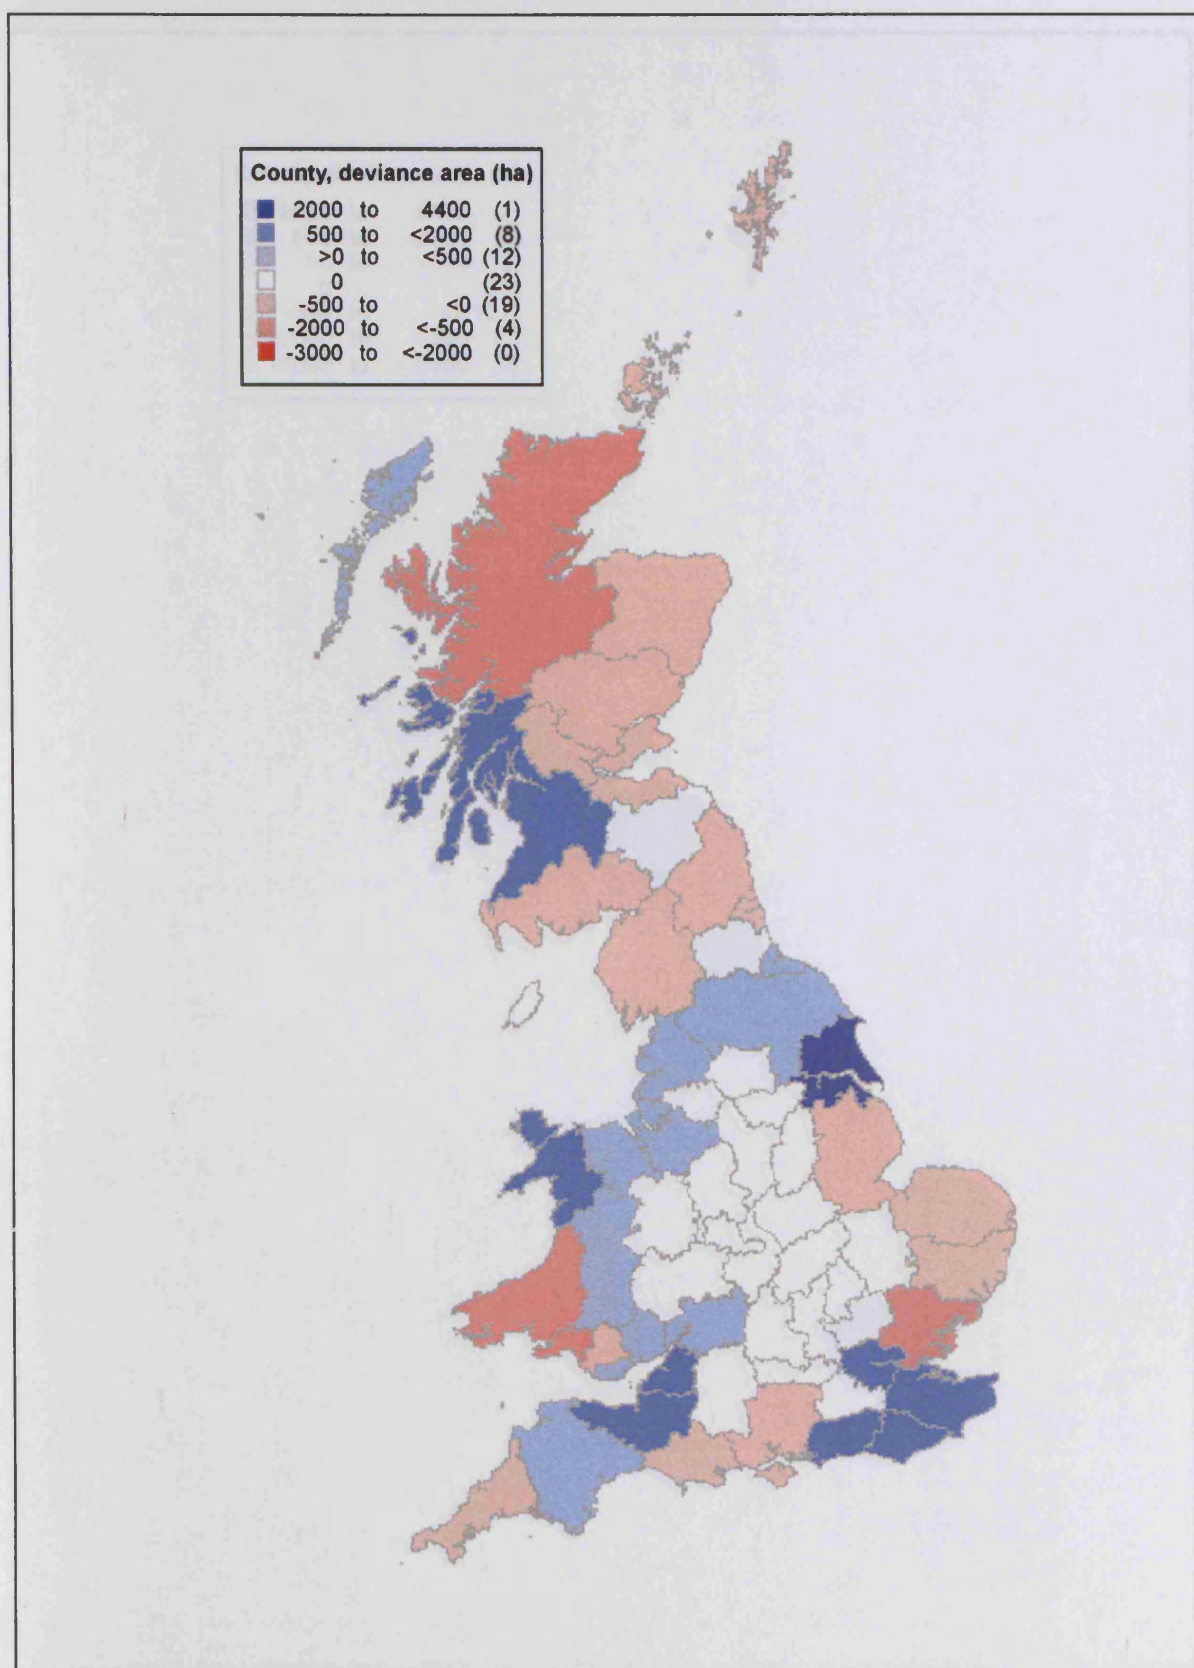 County, deviance area (ha)
2000 to 4400 (1)
500 to <2000 (8)
>0 to <500 (12)
0 (23)
-500 to <0 (19)
-2000 to <-500 (4)
-3000 to <-2000 (0)